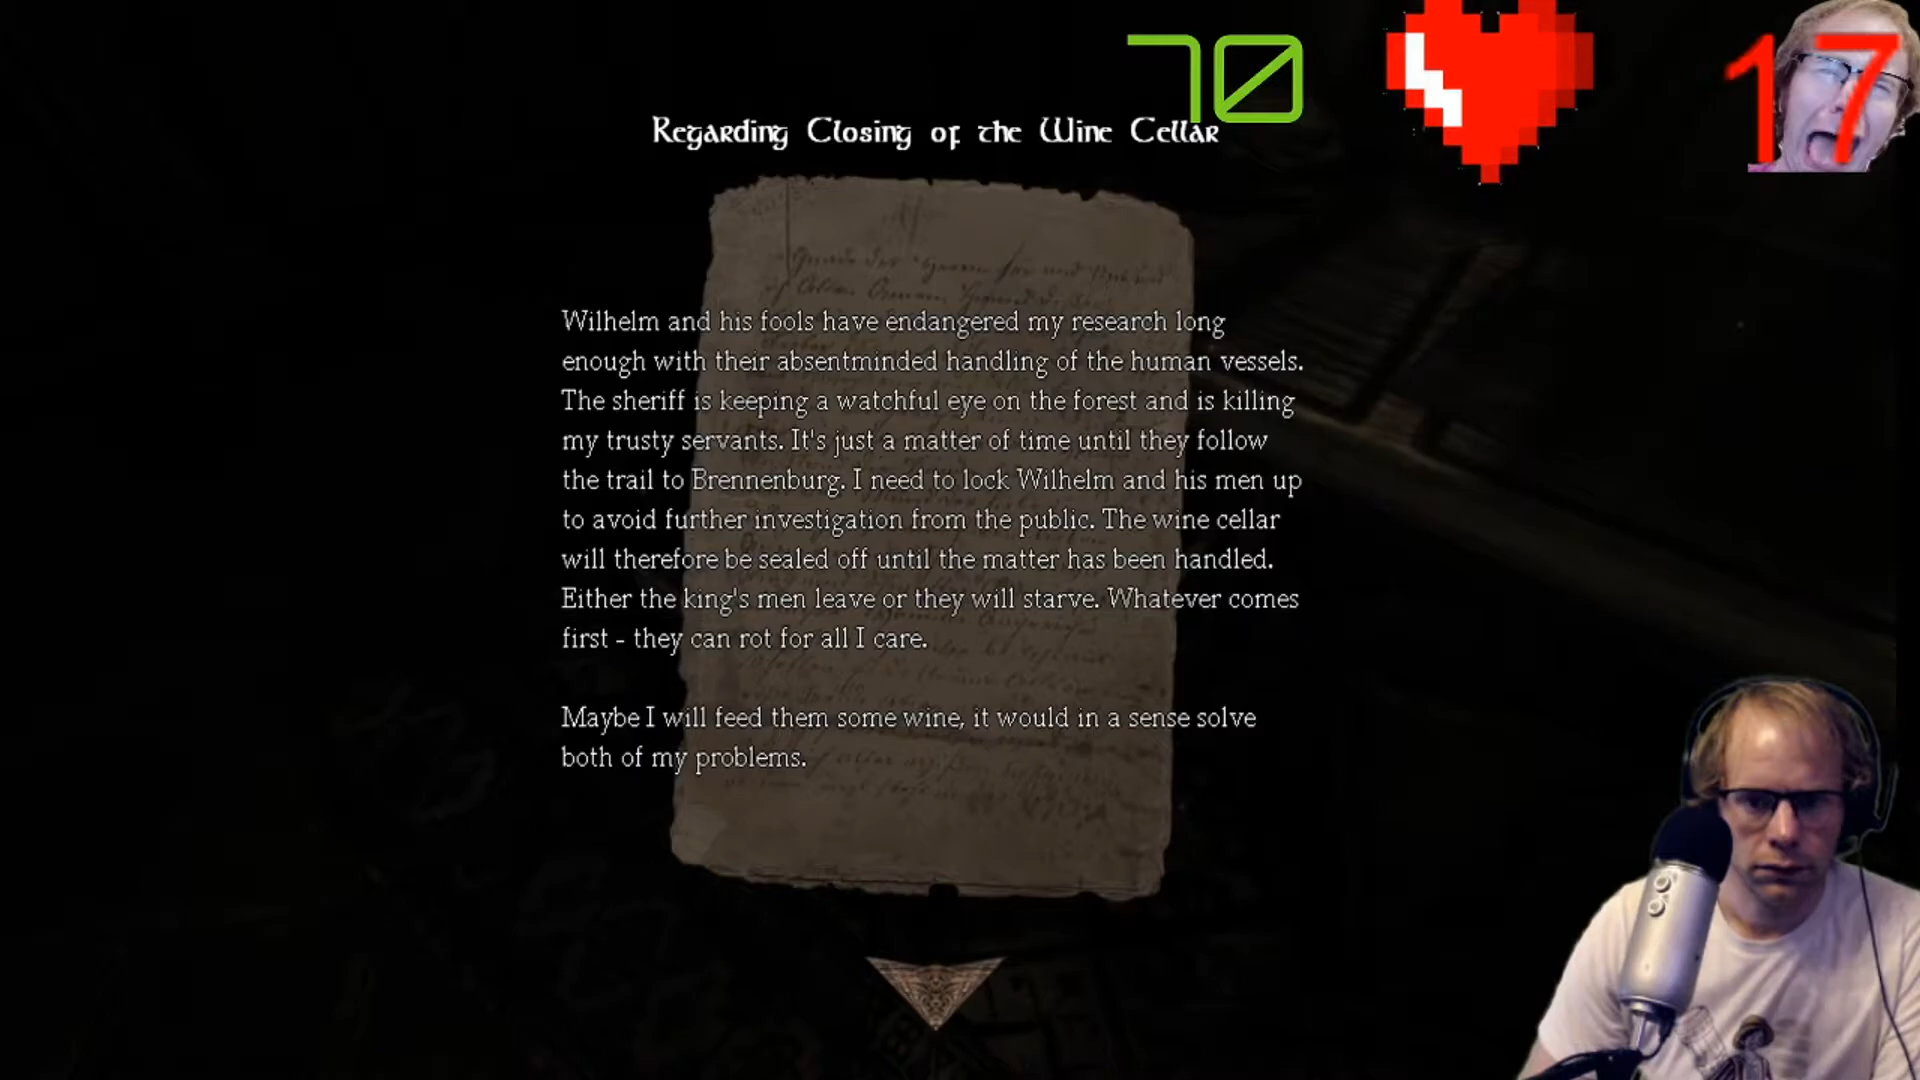 70
17
Regarding Closing of the Wine Cellar
Wilhelm and his fools have endangered my research long
enough with their absentminded handling of the human vessels.
The sheriff is keeping a watchful eye on the forest and is killing
my trusty servants. It's just a matter of time until they follow
the trail to Brennenburg. I need to lock Wilhelm and his men up
to avoid further investigation from the public. The wine cellar
will therefore be sealed off until the matter has been handled.
Either the king's men leave or they will starve. Whatever comes
first - they can rot for all I care.
Maybe I will feed them some wine, it would in a sense solve
both of my problems.